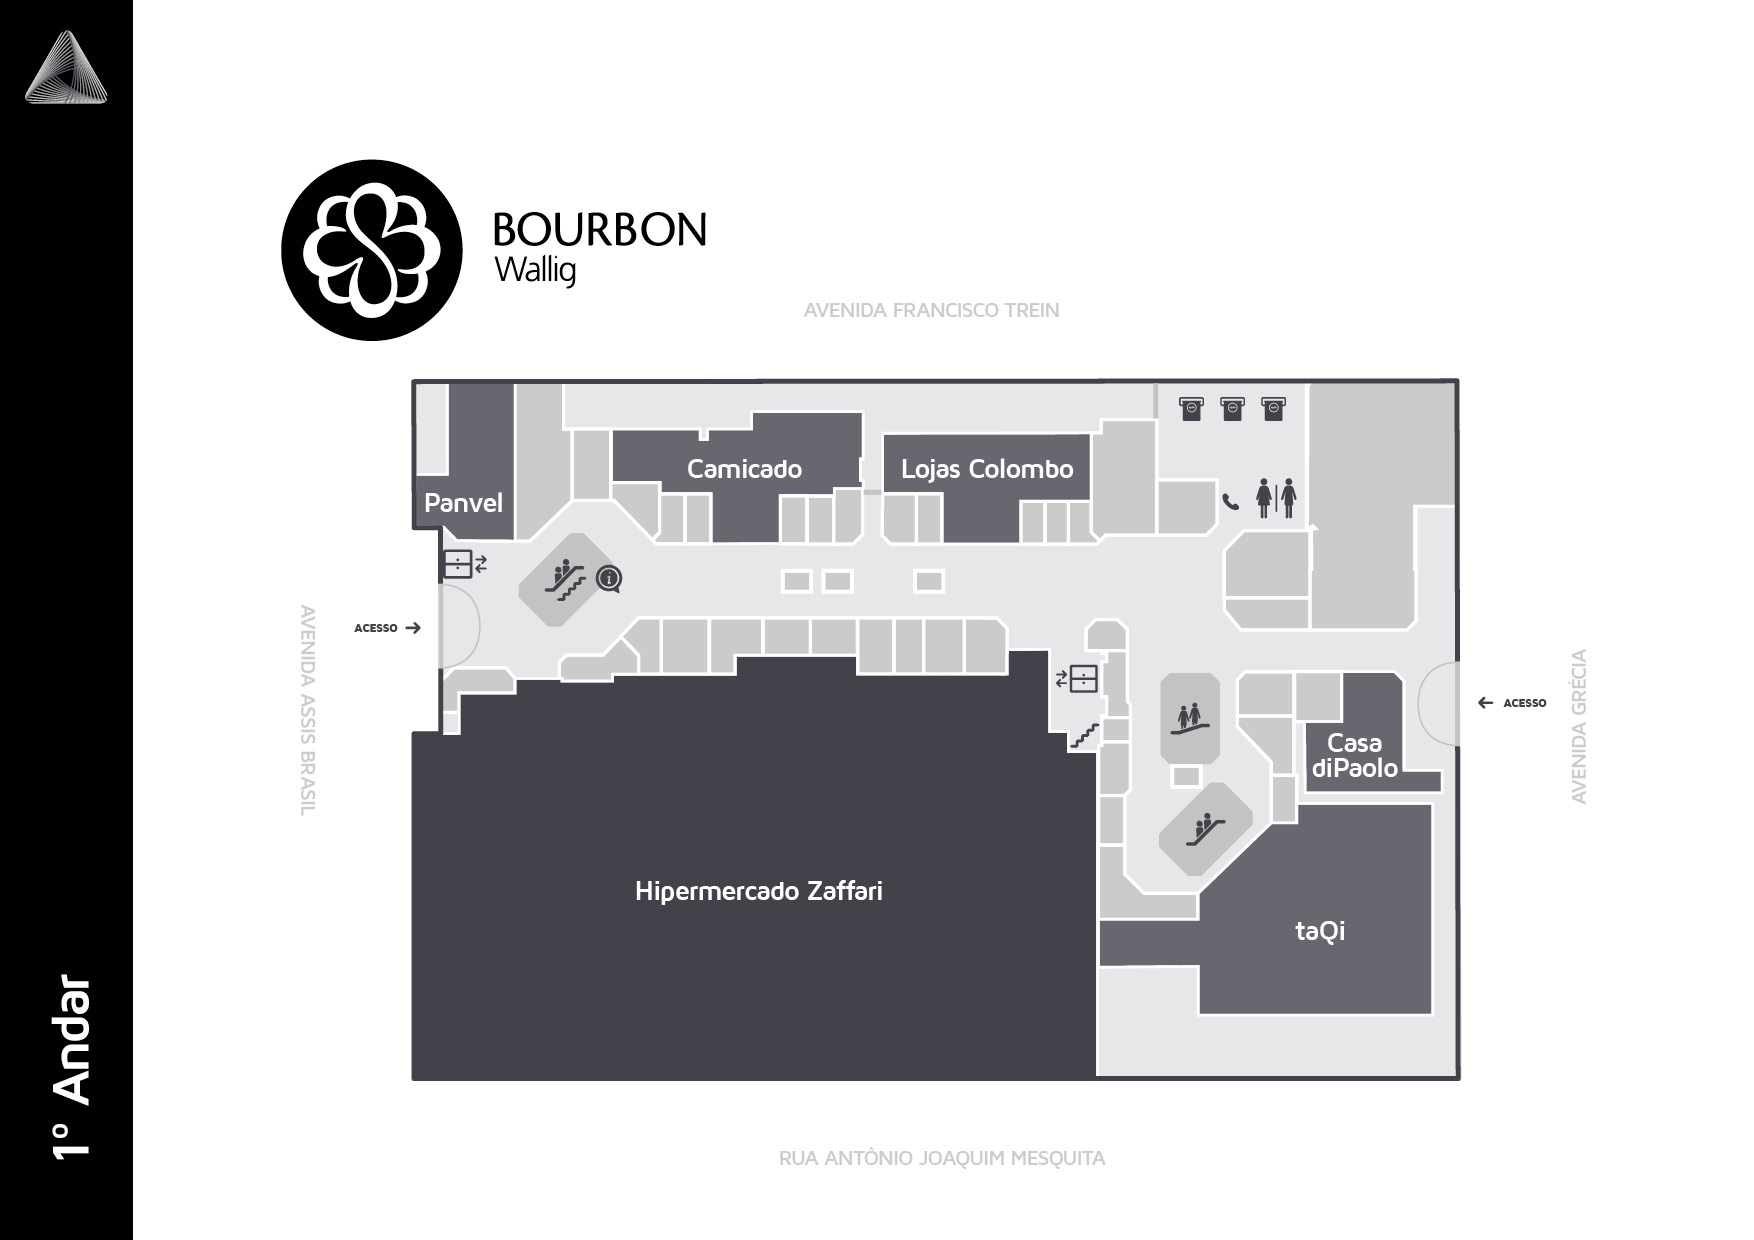 BOURBON
Wallig
AVENIDA FRANCISCO TREIN
Camicado
Lojas Colombo
Panvel
ACESSO
AVENIDA ASSIS BRASIL
AVENIDA GRÉCIA
ACESSO
Casa
diPaolo
Hipermercado Zaffari
taQi
1º Andar
RUA ANTÔNIO JOAQUIM MESQUITA